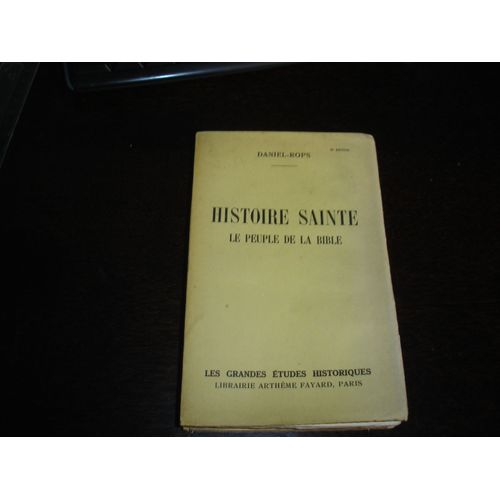 DANIEL-ROPS
HISTOIRE SAINTE
LE PEUPLE DE LA BIBLE
LES GRANDES ÉTUDES HISTORIQUES
LIBRAIRIE ARTHÈME FAYARD, PARIS